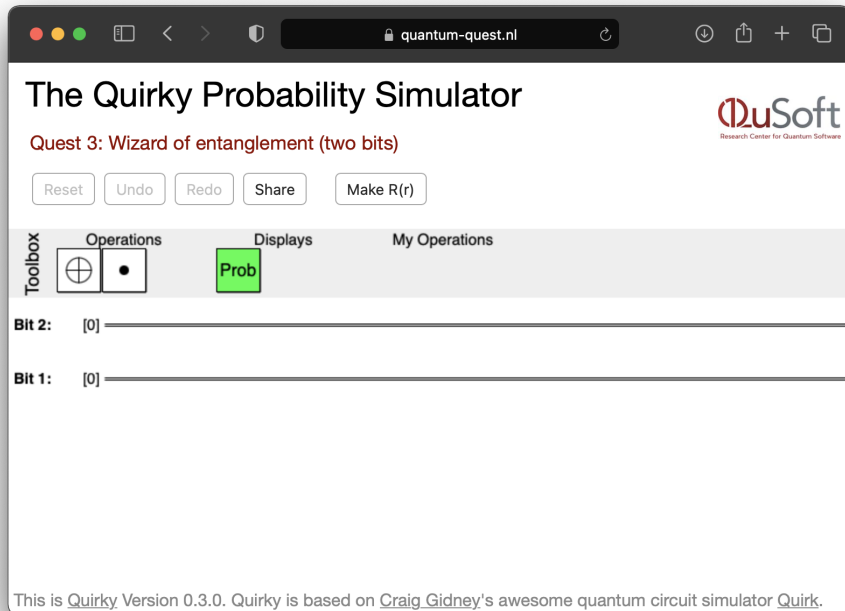 quantum-quest.nl
The Quirky Probability Simulator
QuSoft
Research Center for Quantum Software
Quest 3: Wizard of entanglement (two bits)
Reset Undo Redo Share Make R(r)
Toolbox
Operations Displays My Operations
Prob
Bit 2: [0]
Bit 1: [0]
This is Quirky Version 0.3.0. Quirky is based on Craig Gidney's awesome quantum circuit simulator Quirk.